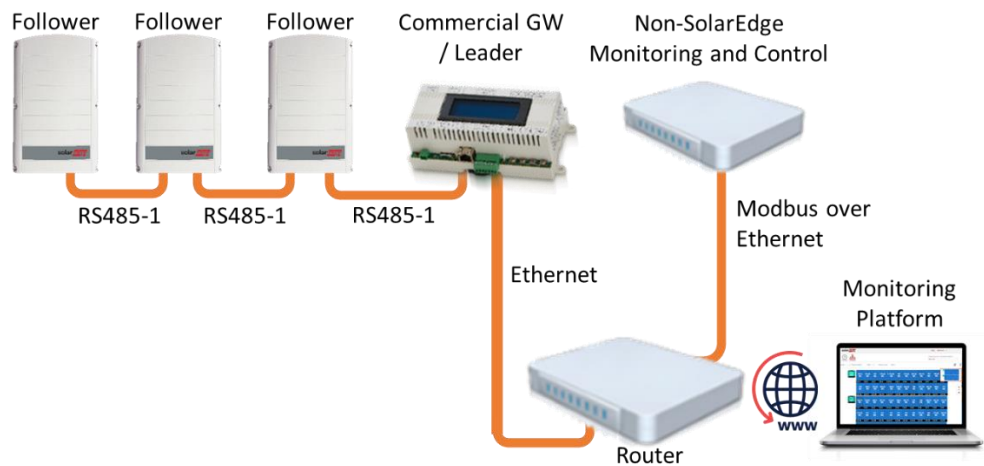 Follower
Follower
Follower
Commercial GW
/ Leader
Non-SolarEdge
Monitoring and Control
RS485-1
RS485-1
RS485-1
Modbus over
Ethernet
Ethernet
Monitoring
Platform
www
Router